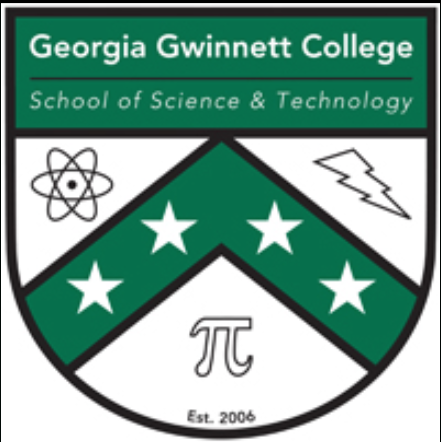 Georgia Gwinnett College
School of Science & Technology
π
Est. 2006